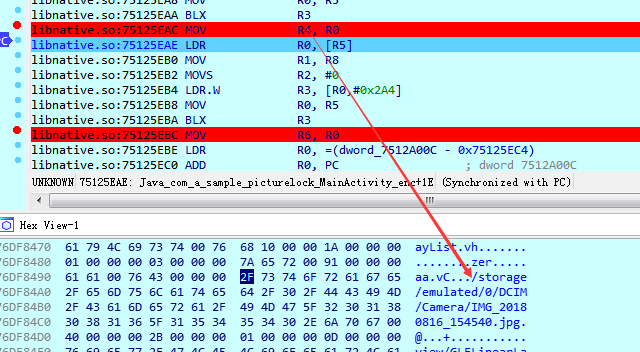 libnative.so:75125EA8 MOV R0, R5
libnative.so:75125EAA BLX R3
libnative.so:75125EAC MOV R4, R0
libnative.so:75125EAE LDR R0, [R5]
libnative.so:75125EB0 MOV R1, R8
libnative.so:75125EB2 MOVS R2, #0
libnative.so:75125EB4 LDR.W R3, [R0,#0x2A4]
libnative.so:75125EB8 MOV R0, R5
libnative.so:75125EBA BLX R3
libnative.so:75125EBC MOV R6, R0
libnative.so:75125EBE LDR R0, =(dword_7512A00C - 0x75125EC4)
libnative.so:75125EC0 ADD R0, PC ; dword_7512A00C
UNKNOWN 75125EAE: Java_com_a_sample_picturelock_MainActivity_enc+1E (Synchronized with PC)
Hex View-1
76DF8470 61 79 4C 69 73 74 00 76 68 10 00 00 1A 00 00 00 ayList.vh.......
76DF8480 01 00 00 00 03 00 00 00 7A 65 72 00 91 00 00 00 ........zer.....
76DF8490 61 61 00 76 43 00 00 00 2F 73 74 6F 72 61 67 65 aa.vC.../storage
76DF84A0 2F 65 6D 75 6C 61 74 65 64 2F 30 2F 44 43 49 4D /emulated/0/DCIM
76DF84B0 2F 43 61 6D 65 72 61 2F 49 4D 47 5F 32 30 31 38 /Camera/IMG_2018
76DF84C0 30 38 31 36 5F 31 35 34 35 34 30 2E 6A 70 67 00 0816_154540.jpg.
76DF84D0 40 00 00 00 2B 00 00 00 01 00 00 00 0D 00 00 00 @...+...........